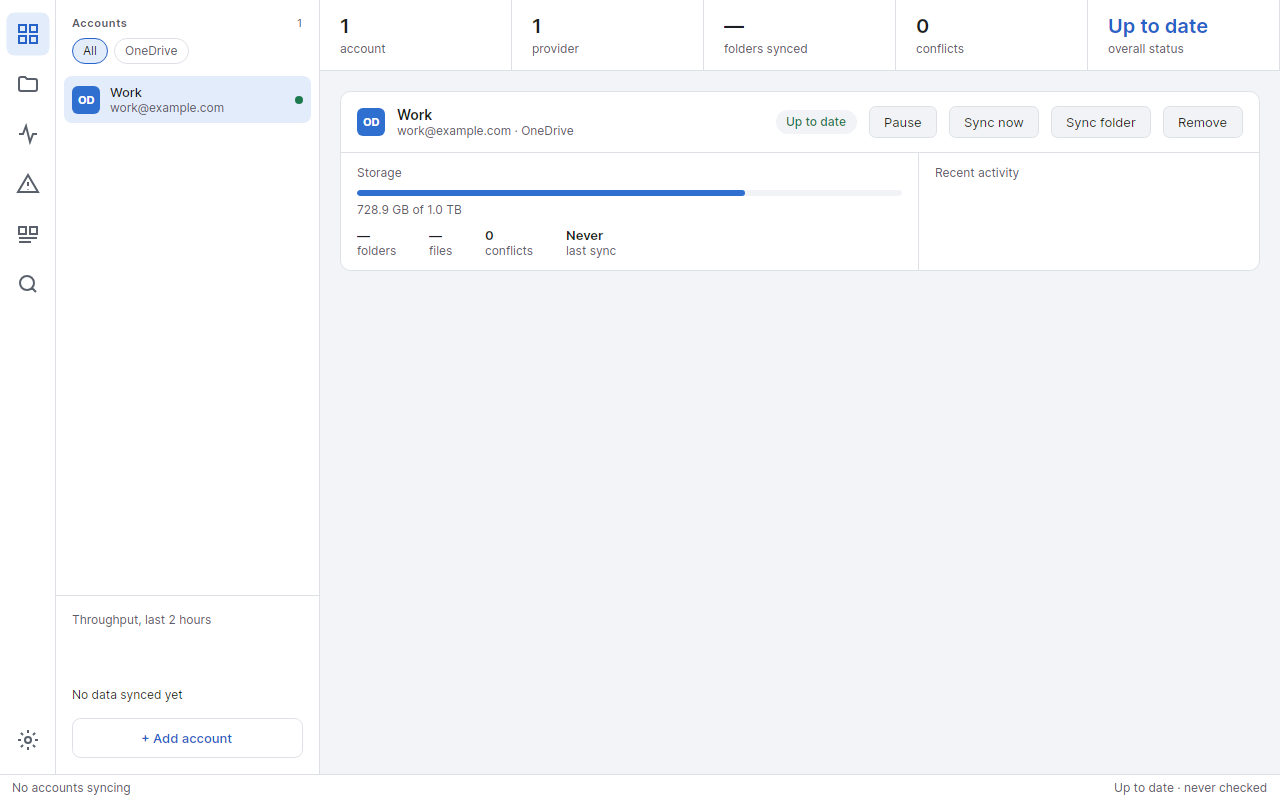 Accounts 1
All OneDrive
OD Work
work@example.com
Throughput, last 2 hours
No data synced yet
+ Add account
1
account
1
provider
—
folders synced
0
conflicts
Up to date
overall status
OD Work
work@example.com · OneDrive
Up to date Pause Sync now Sync folder Remove
Storage
728.9 GB of 1.0 TB
— — 0 Never
folders files conflicts last sync
Recent activity
No accounts syncing Up to date · never checked